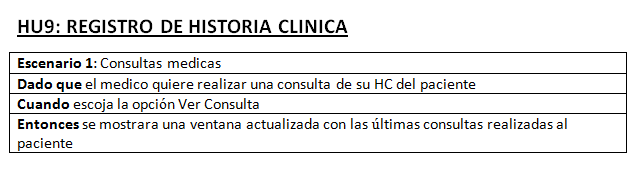 HU9: REGISTRO DE HISTORIA CLINICA
Escenario 1: Consultas medicas
Dado que el medico quiere realizar una consulta de su HC del paciente
Cuando escoja la opción Ver Consulta
Entonces se mostrara una ventana actualizada con las últimas consultas realizadas al
paciente